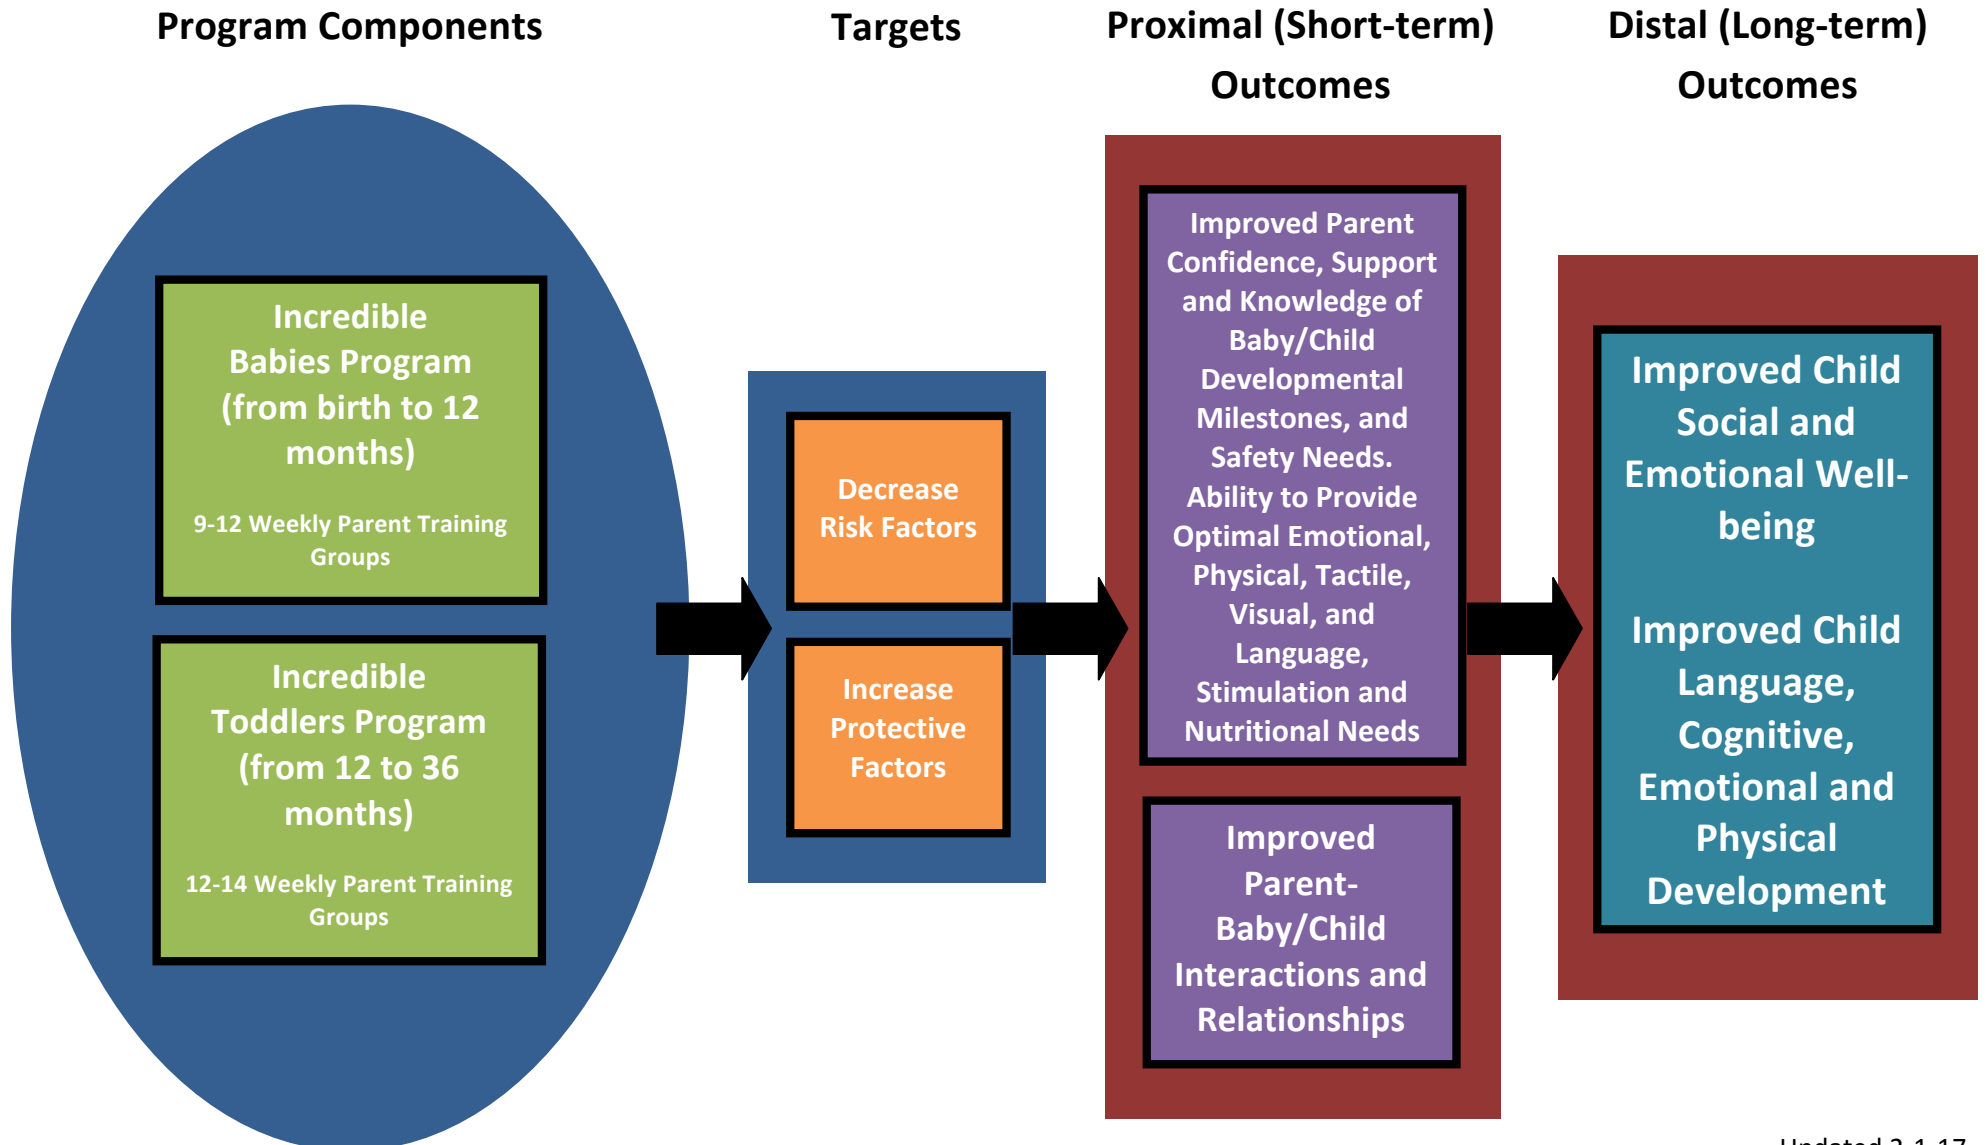 Program Components
Targets
Proximal (Short-term)
Outcomes
Distal (Long-term)
Outcomes
Incredible
Babies Program
(from birth to 12
months)
9-12 Weekly Parent Training
Groups
Incredible
Toddlers Program
(from 12 to 36
months)
12-14 Weekly Parent Training
Groups
Decrease
Risk Factors
Increase
Protective
Factors
Improved Parent
Confidence, Support
and Knowledge of
Baby/Child
Developmental
Milestones, and
Safety Needs.
Ability to Provide
Optimal Emotional,
Physical, Tactile,
Visual, and
Language,
Stimulation and
Nutritional Needs
Improved
Parent-
Baby/Child
Interactions and
Relationships
Improved Child
Social and
Emotional Well-
being
Improved Child
Language,
Cognitive,
Emotional and
Physical
Development
Updated